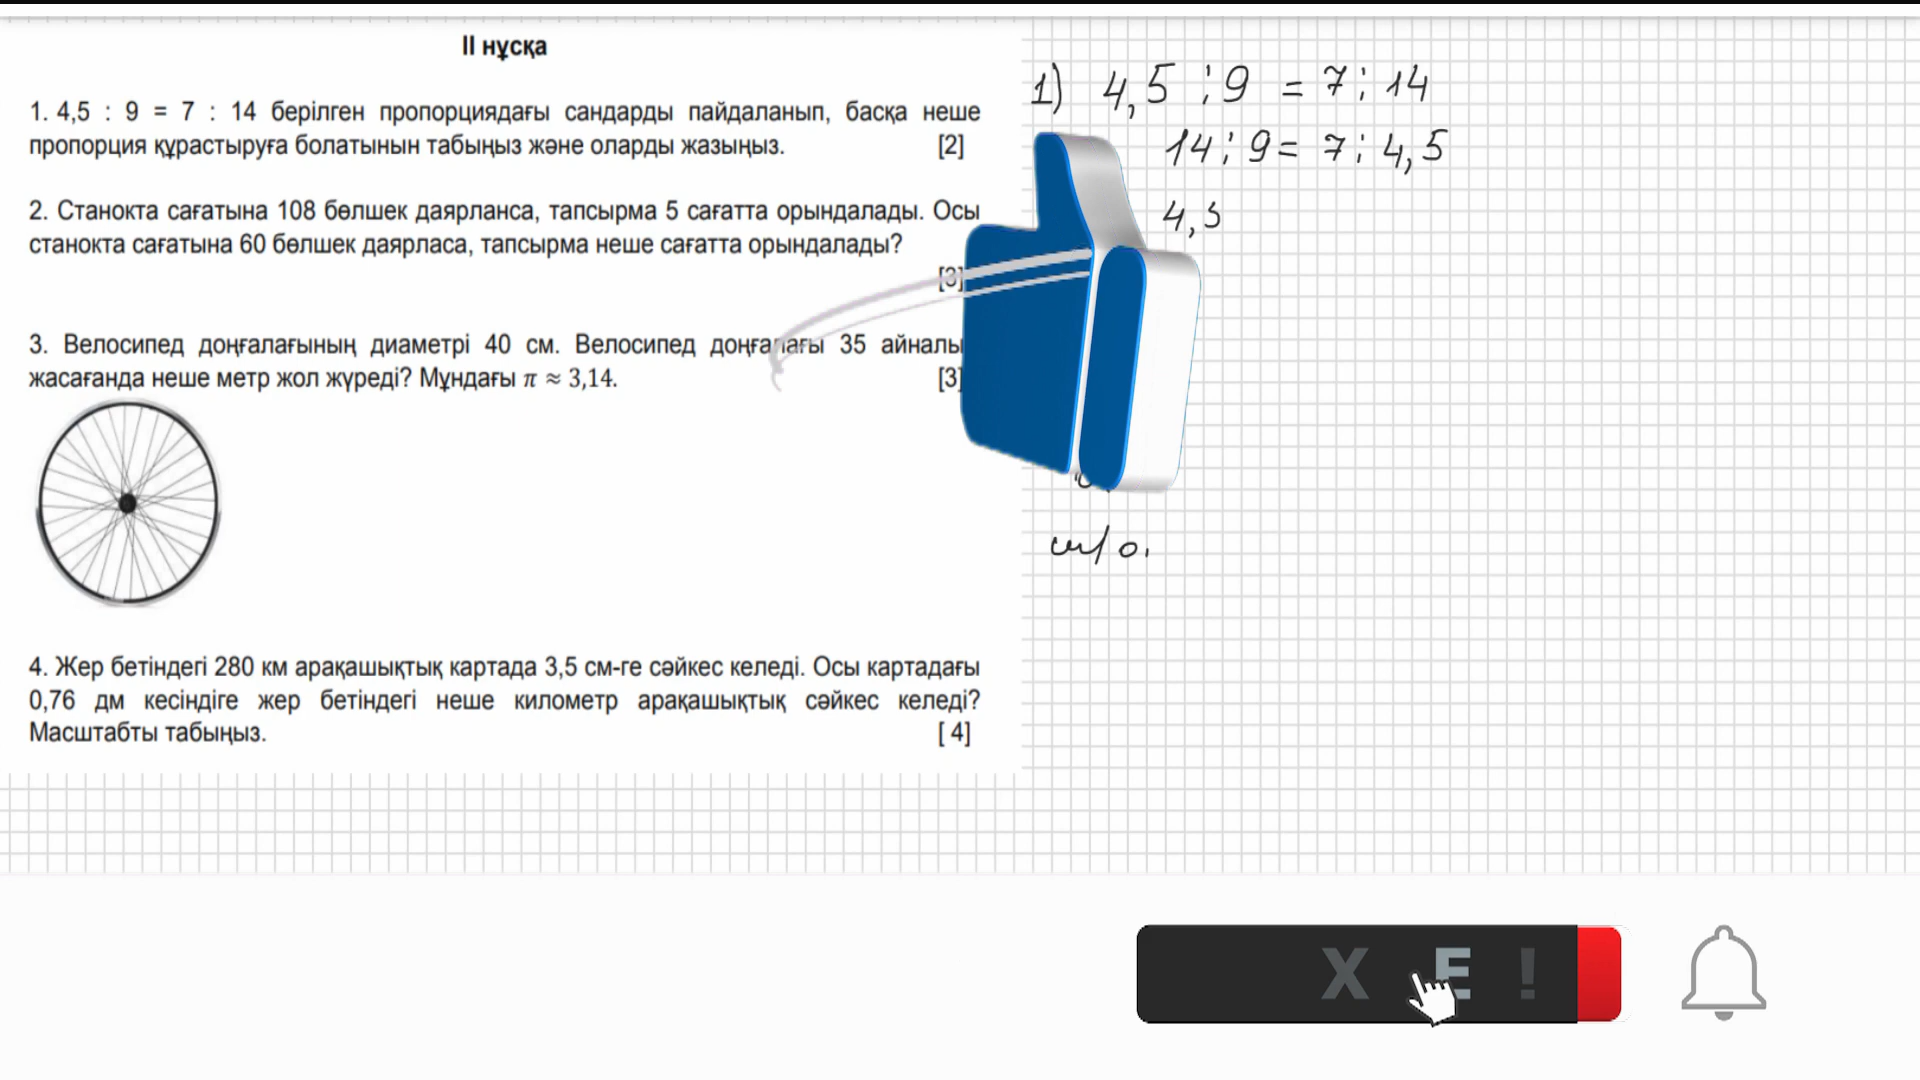 II нұсқа
1. 4,5 : 9 = 7 : 14 берілген пропорциядағы сандарды пайдаланып, басқа неше
пропорция құрастыруға болатынын табыңыз және оларды жазыңыз. [2]
2. Станокта сағатына 108 бөлшек даярланса, тапсырма 5 сағатта орындалады. Осы
станокта сағатына 60 бөлшек даярласа, тапсырма неше сағатта орындалады?
[3]
3. Велосипед доңғалағының диаметрі 40 см. Велосипед доңғалағы 35 айналы
жасағанда неше метр жол жүреді? Мұндағы π ≈ 3,14. [3]
4. Жер бетіндегі 280 км арақашықтық картада 3,5 см-ге сәйкес келеді. Осы картадағы
0,76 дм кесіндіге жер бетіндегі неше километр арақашықтық сәйкес келеді?
Масштабты табыңыз. [ 4]
1) 4,5 : 9 = 7 : 14
14 : 9 = 7 : 4,5
4,5
Х Е !